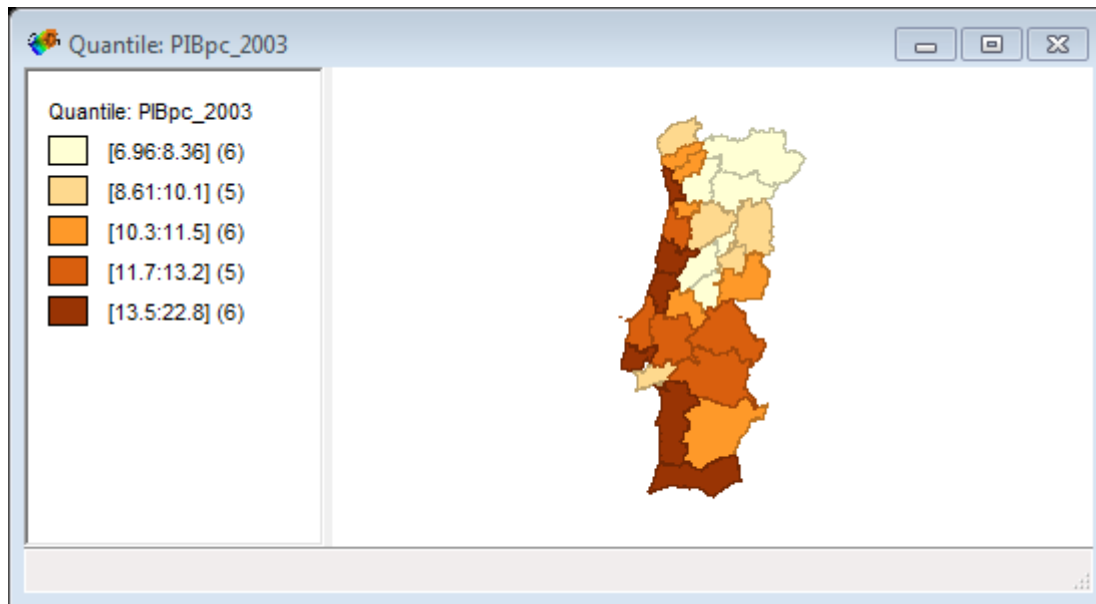 Quantile: PIBpc_2003
Quantile: PIBpc_2003
[6.96:8.36] (6)
[8.61:10.1] (5)
[10.3:11.5] (6)
[11.7:13.2] (5)
[13.5:22.8] (6)